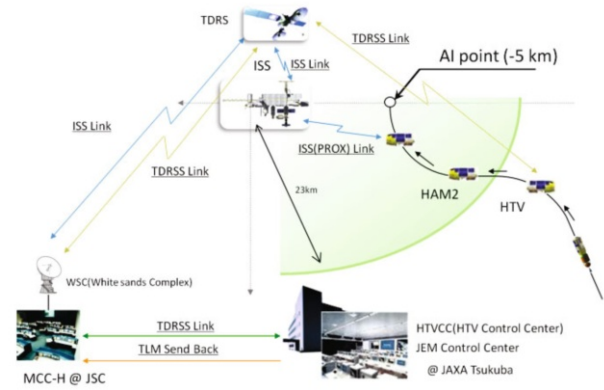 TDRS
TDRSS Link
ISS
ISS Link
AI point (-5 km)
ISS Link
TDRSS Link
ISS(PROX) Link
23km
HAM2
HTV
WSC(White sands Complex)
TDRSS Link
TLM Send Back
MCC-H @ JSC
HTVCC(HTV Control Center)
JEM Control Center
@ JAXA Tsukuba